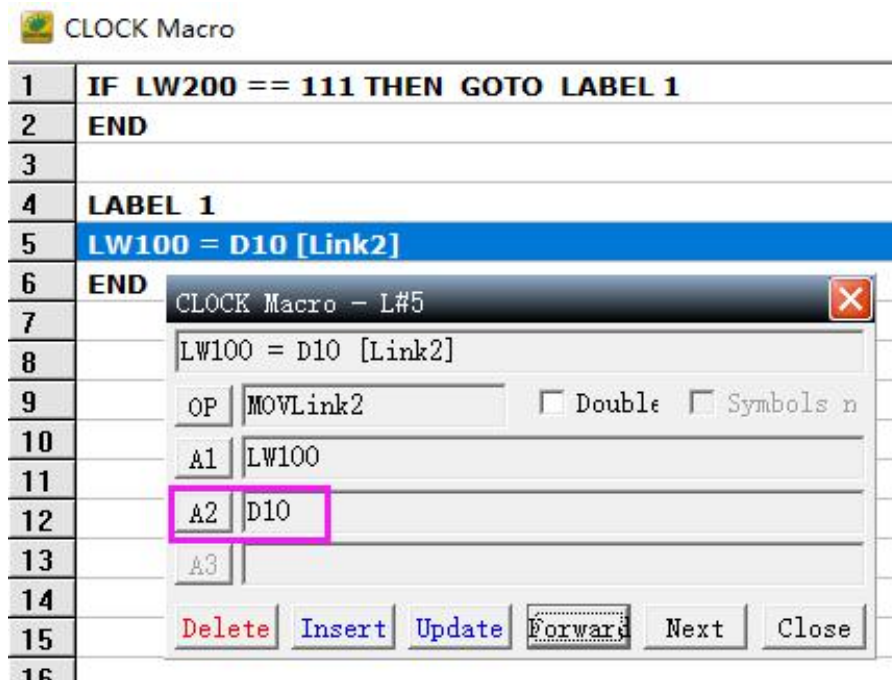 CLOCK Macro
1 IF LW200 == 111 THEN GOTO LABEL 1
2 END
3
4 LABEL 1
5 LW100 = D10 [Link2]
6 END
CLOCK Macro - L#5
7
LW100 = D10 [Link2]
8
9
OP MOVLink2 Double Symbols n
10
A1 LW100
11
12
A2 D10
13
A3
14
Delete Insert Update Forward Next Close
15
16